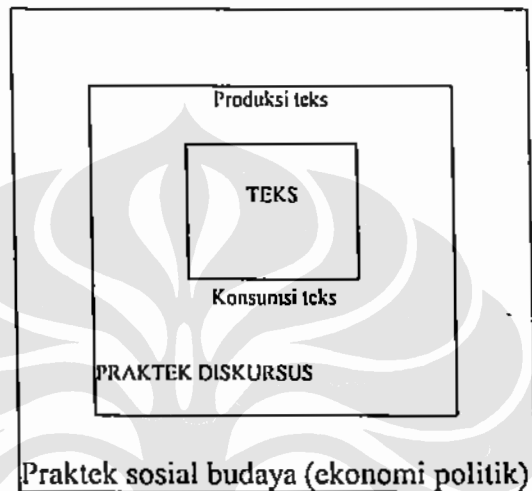 Produksi teks
TEKS
Konsumsi teks
PRAKTEK DISKURSUS
Praktek sosial budaya (ekonomi politik)